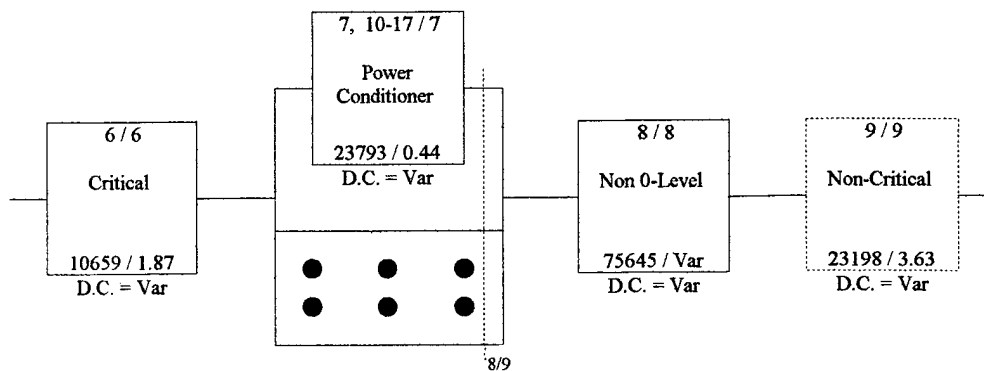 6 / 6
Critical
10659 / 1.87
D.C. = Var
7, 10-17 / 7
Power
Conditioner
23793 / 0.44
D.C. = Var
8/9
8 / 8
Non 0-Level
75645 / Var
D.C. = Var
9 / 9
Non-Critical
23198 / 3.63
D.C. = Var